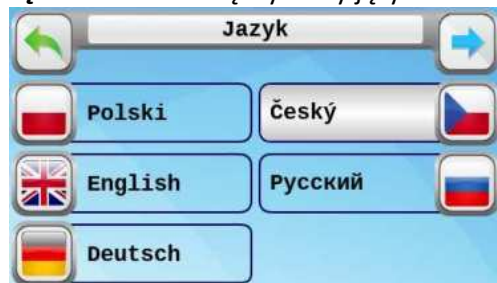 Jazyk
Polski
Český
English
Русский
Deutsch